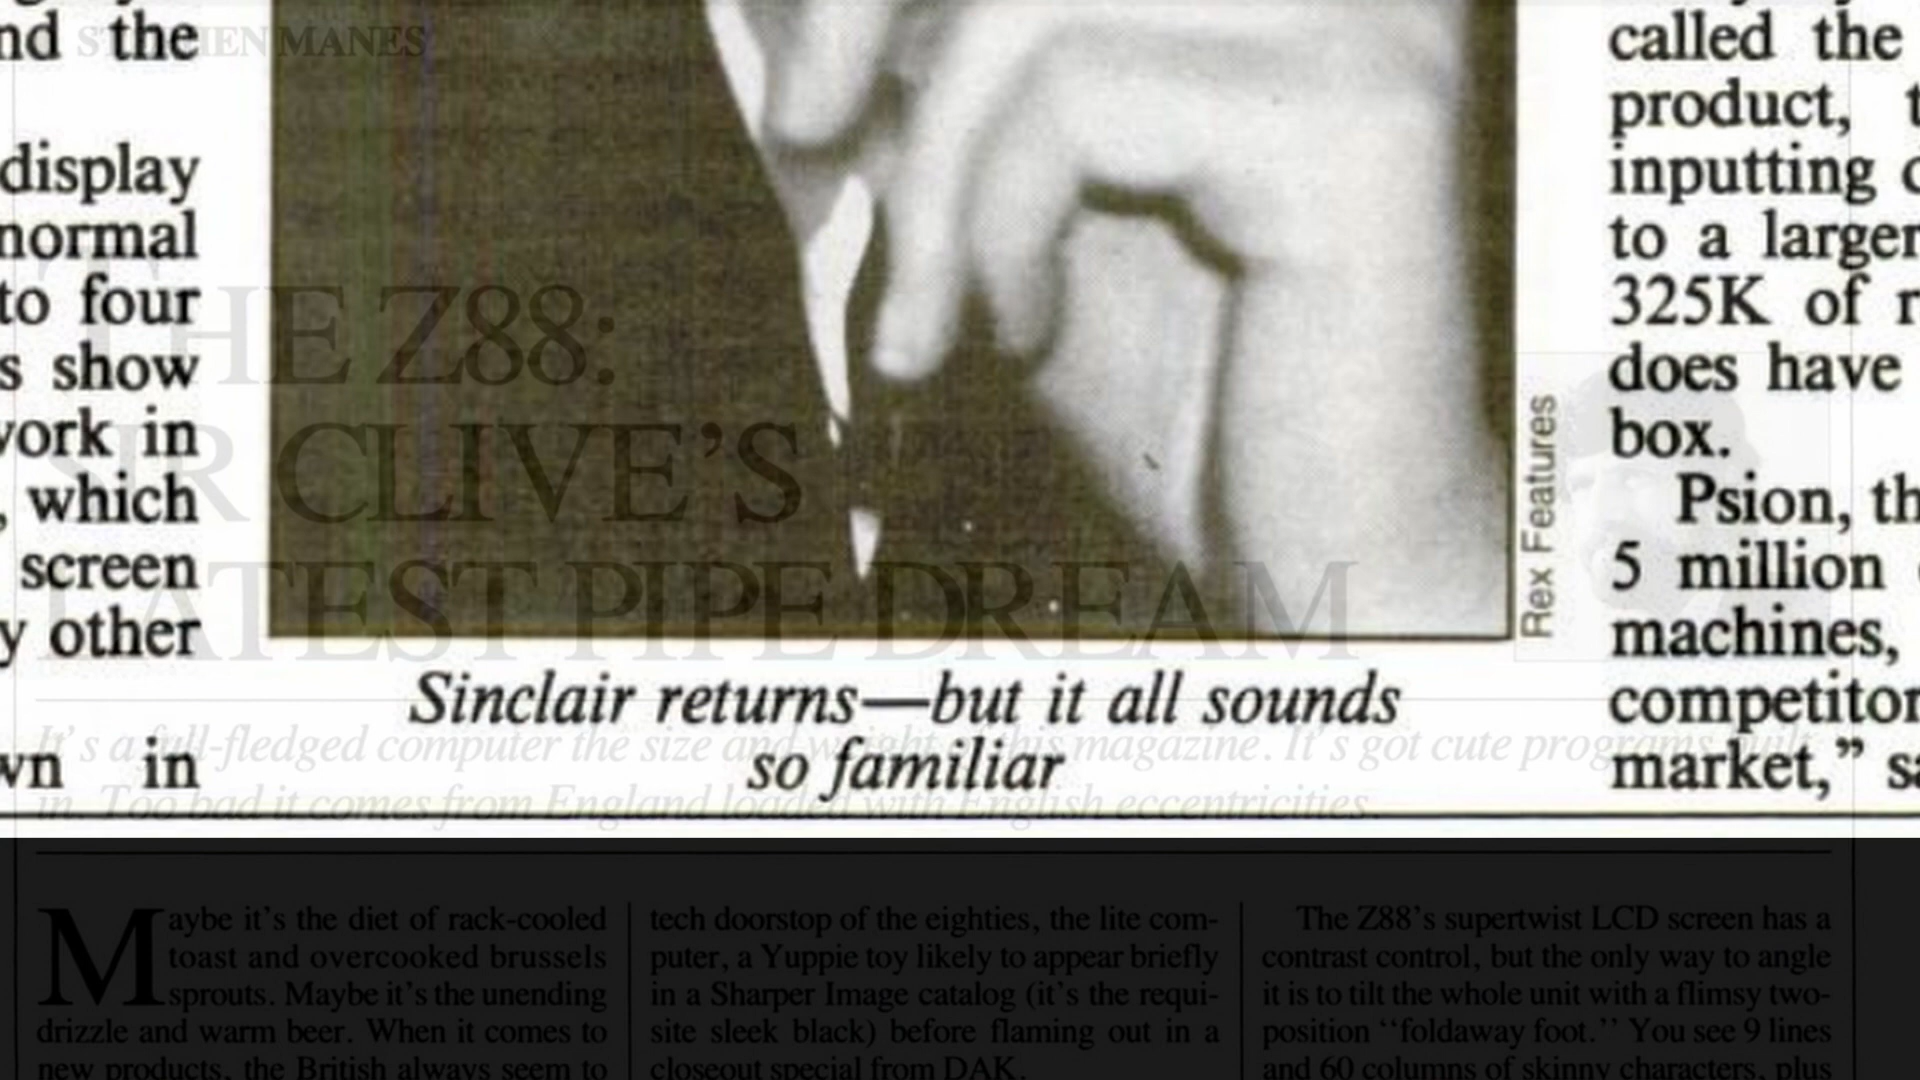 nd the
display
normal
to four
s show
work in
, which
screen
y other
wn in
Sinclair returns—but it all sounds
so familiar
Rex Features
called the
product, t
inputting
to a larger
325K of r
does have
box.
Psion, th
5 million
machines,
competitor
market,” sa
STEPHEN MANES
THE Z88:
SIR CLIVE’S
LATEST PIPE DREAM
It’s a full-fledged computer the size and weight of this magazine. It’s got cute programs built
in. Too bad it comes from England loaded with English eccentricities.
Maybe it’s the diet of rack-cooled
toast and overcooked brussels
sprouts. Maybe it’s the unending
drizzle and warm beer. When it comes to
new products, the British always seem to
tech doorstop of the eighties, the lite com-
puter, a Yuppie toy likely to appear briefly
in a Sharper Image catalog (it’s the requi-
site sleek black) before flaming out in a
closeout special from DAK.
The Z88’s supertwist LCD screen has a
contrast control, but the only way to angle
it is to tilt the whole unit with a flimsy two-
position ‘‘foldaway foot.’’ You see 9 lines
and 60 columns of skinny characters, plus